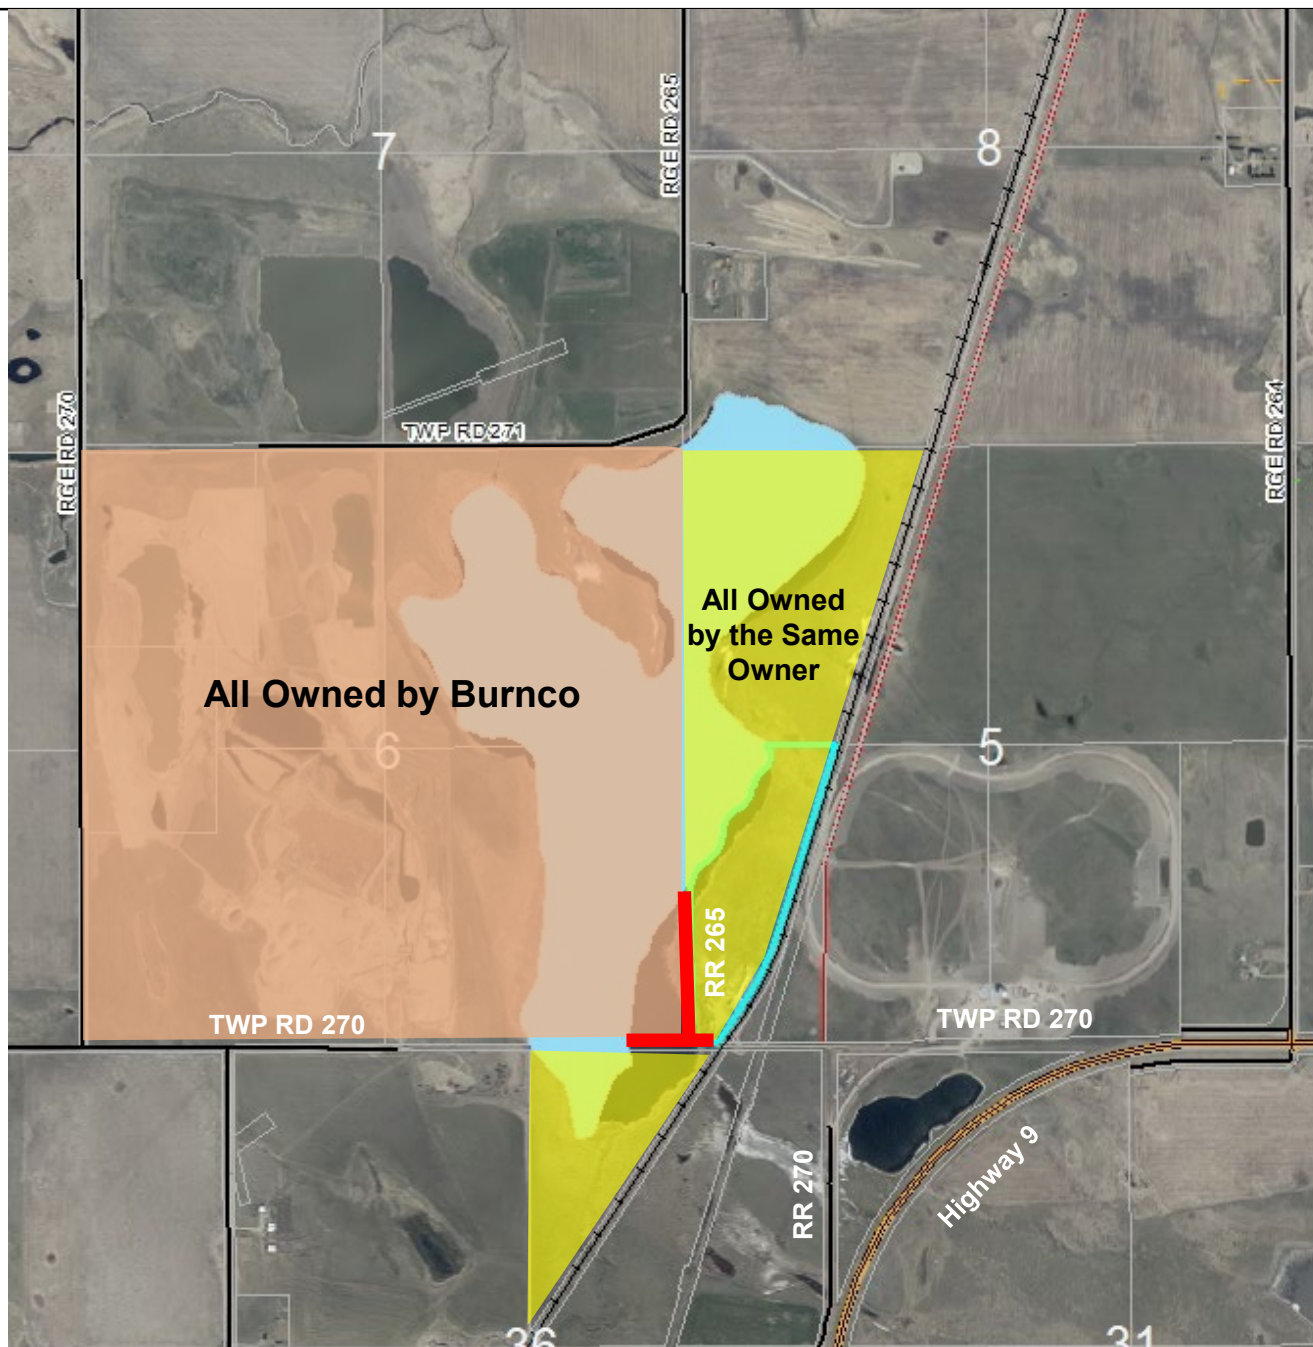 RGE RD 265
7
8
RGE RD 270
TWP RD 271
RGE RD 264
All Owned
by the Same
Owner
All Owned by Burnco
6
5
RR 265
TWP RD 270
TWP RD 270
RR 270
Highway 9
36
31